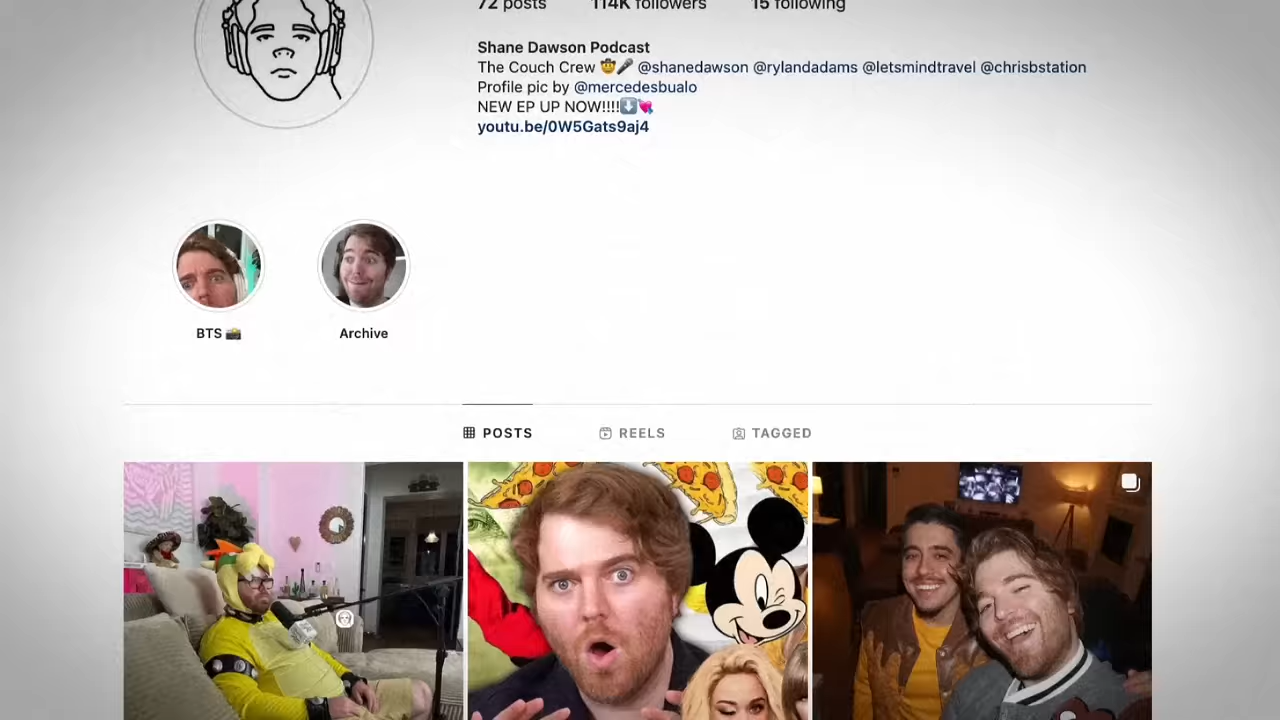 72 posts 114K followers 15 following
Shane Dawson Podcast
The Couch Crew 🤠🎤 @shanedawson @rylandadams @letsmindtravel @chrisbstation
Profile pic by @mercedesbualo
NEW EP UP NOW!!!!⬇️💘
youtu.be/0W5Gats9aj4
BTS 📸 Archive
POSTS REELS TAGGED